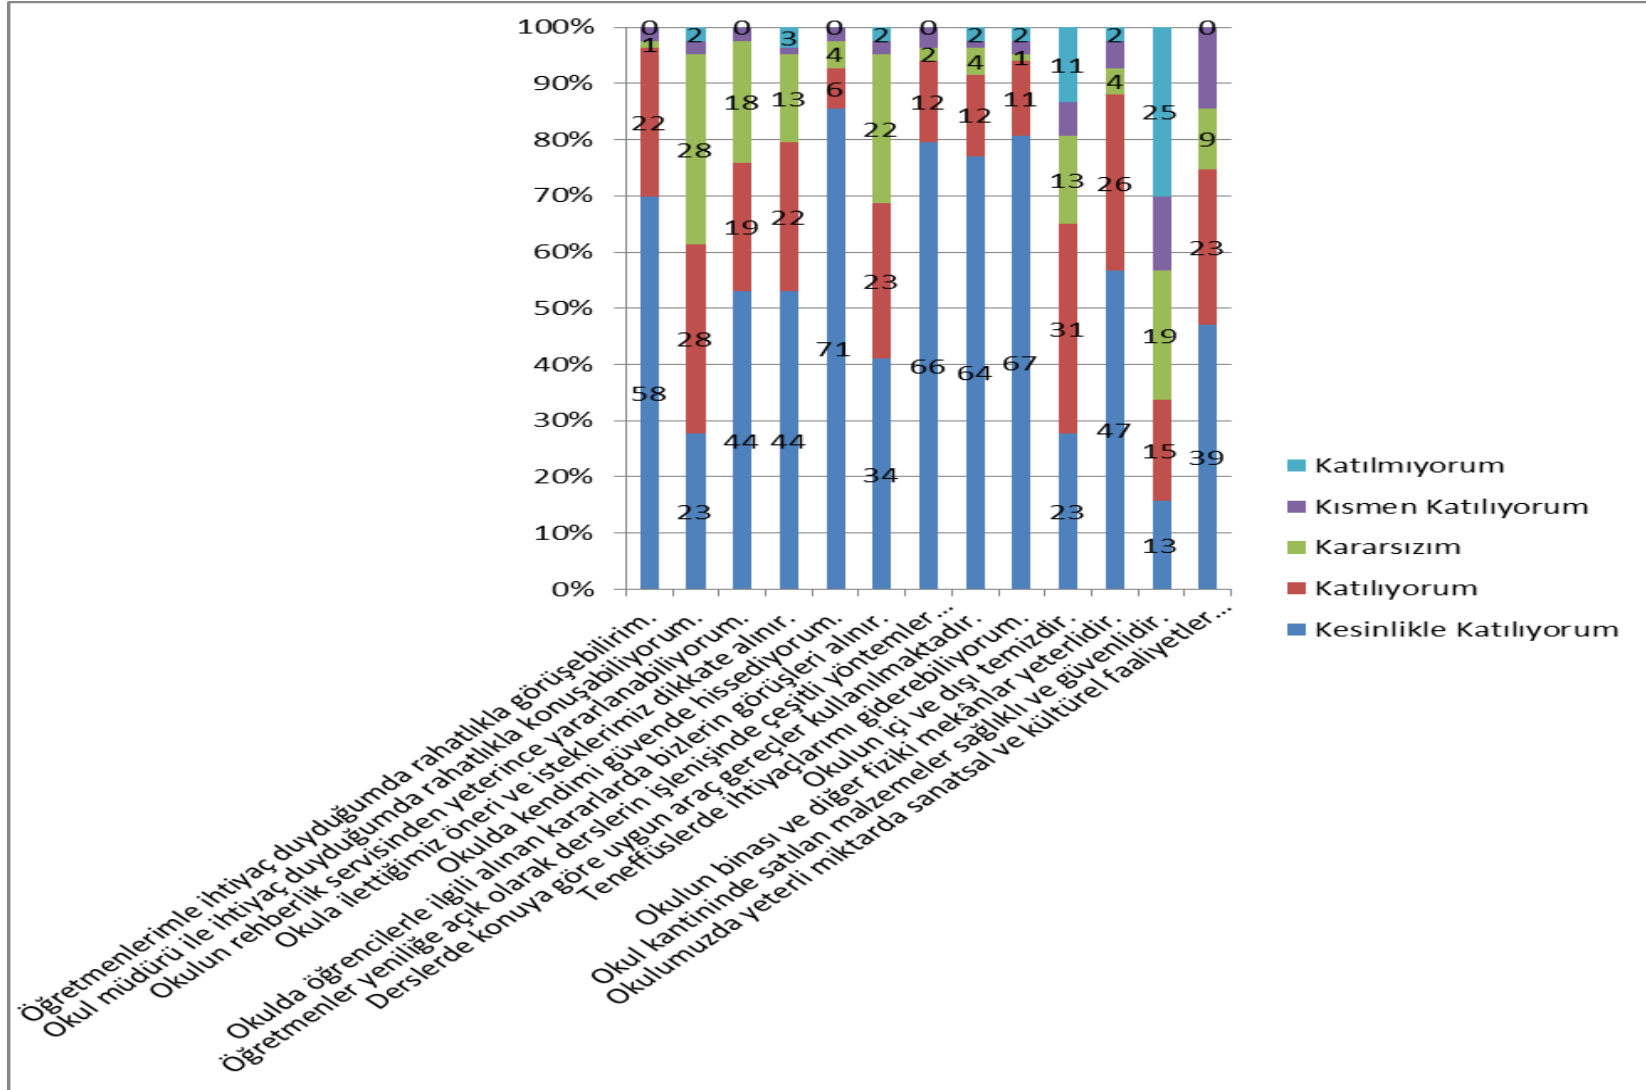 100%
90%
80%
70%
60%
50%
40%
30%
20%
10%
0%
0 2 0 3 0 2 0 2 2 11 2 25 0
1 28 18 13 4 22 2 4 1 13 4 19 9
22 28 19 22 6 23 12 12 11 31 26 15 23
58 23 44 44 71 34 66 64 67 23 47 13 39
Katılmıyorum
Kısmen Katılıyorum
Kararsızım
Katılıyorum
Kesinlikle Katılıyorum
Öğretmenlerimle ihtiyaç duyduğumda rahatlıkla görüşebilirim.
Okul müdürü ile ihtiyaç duyduğumda rahatlıkla konuşabiliyorum.
Okulun rehberlik servisinden yeterince yararlanabiliyorum.
Okula ilettiğimiz öneri ve isteklerimiz dikkate alınır.
Okulda kendimi güvende hissediyorum.
Okulda öğrencilerle ilgili alınan kararlarda bizlerin görüşleri alınır.
Öğretmenler yeniliğe açık olarak derslerin işlenişinde çeşitli yöntemler...
Derslerde konuya göre uygun araç gereçler kullanılmaktadır.
Teneffüslerde ihtiyaçlarımı giderebiliyorum.
Okulun içi ve dışı temizdir.
Okulun binası ve diğer fiziki mekânlar yeterlidir.
Okul kantininde satılan malzemeler sağlıklı ve güvenlidir.
Okulumuzda yeterli miktarda sanatsal ve kültürel faaliyetler...